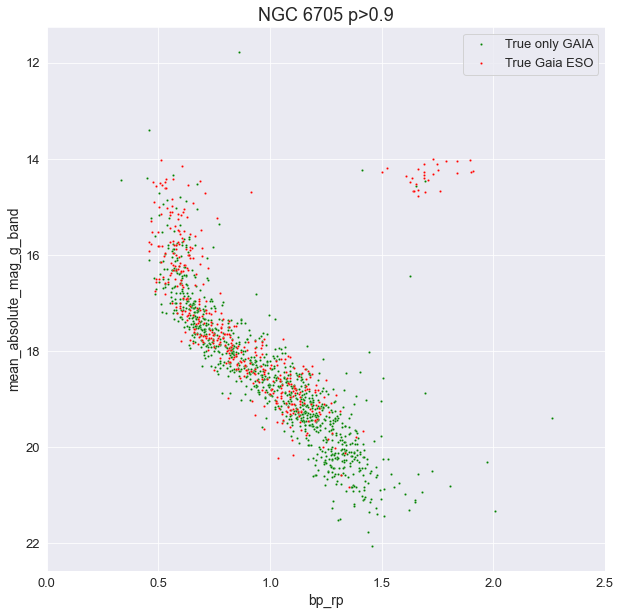 NGC 6705 p>0.9
True only GAIA
True Gaia ESO
mean_absolute_mag_g_band
12
14
16
18
20
22
0.0 0.5 1.0 1.5 2.0 2.5
bp_rp